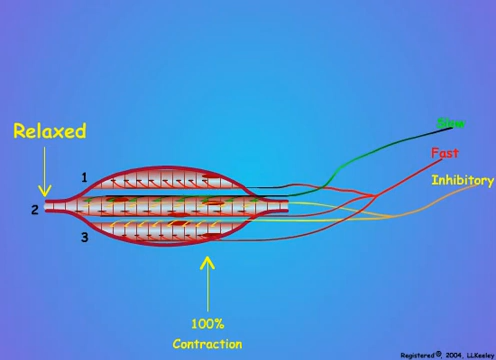 Slow
Fast
Relaxed
Inhibitory
1
2
3
100%
Contraction
Registered ©, 2004, LLKeeley